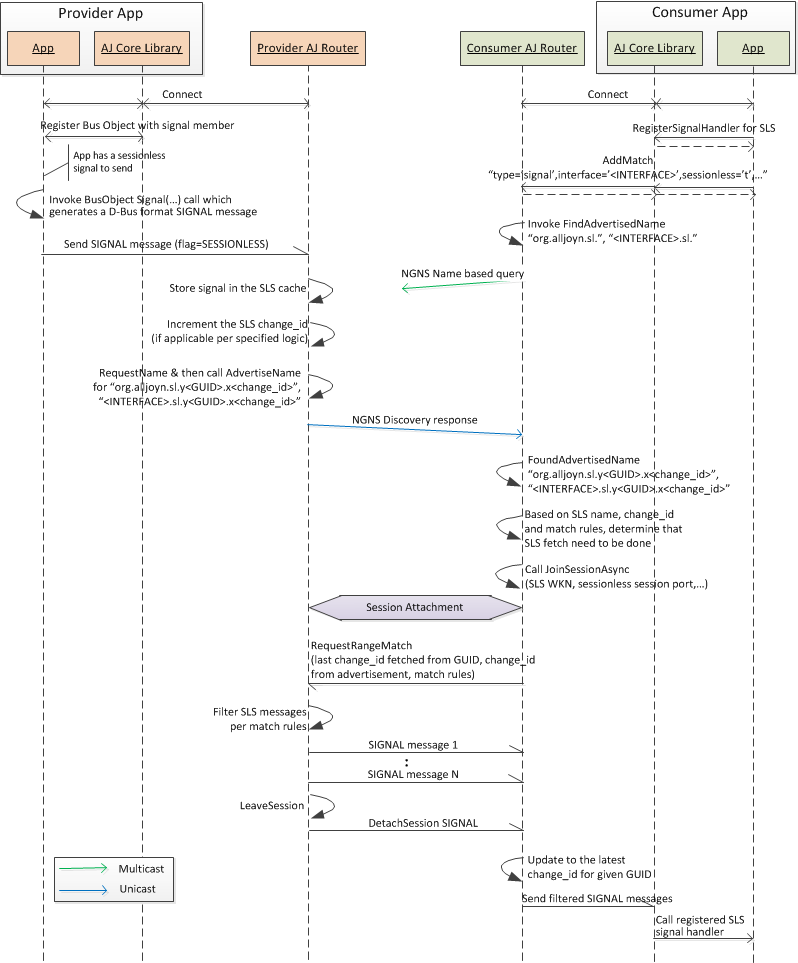 Provider App
Consumer App
App
AJ Core Library
Provider AJ Router
Consumer AJ Router
AJ Core Library
App
Connect
Connect
Register Bus Object with signal member
RegisterSignalHandler for SLS
App has a sessionless
signal to send
AddMatch
“type=’signal’,interface=’<INTERFACE>’,sessionless=’t’,…”
Invoke BusObject Signal(…) call which
generates a D-Bus format SIGNAL message
Invoke FindAdvertisedName
“org.alljoyn.sl.”, “<INTERFACE>.sl.”
Send SIGNAL message (flag=SESSIONLESS)
NGNS Name based query
Store signal in the SLS cache
Increment the SLS change_id
(if applicable per specified logic)
RequestName & then call AdvertiseName
for “org.alljoyn.sl.y<GUID>.x<change_id>”,
“<INTERFACE>.sl.y<GUID>.x<change_id>”
NGNS Discovery response
FoundAdvertisedName
“org.alljoyn.sl.y<GUID>.x<change_id>”,
“<INTERFACE>.sl.y<GUID>.x<change_id>”
Based on SLS name, change_id
and match rules, determine that
SLS fetch need to be done
Call JoinSessionAsync
(SLS WKN, sessionless session port,…)
Session Attachment
RequestRangeMatch
(last change_id fetched from GUID, change_id
from advertisement, match rules)
Filter SLS messages
per match rules
SIGNAL message 1
:
SIGNAL message N
LeaveSession
DetachSession SIGNAL
Update to the latest
change_id for given GUID
Multicast
Unicast
Send filtered SIGNAL messages
Call registered SLS
signal handler